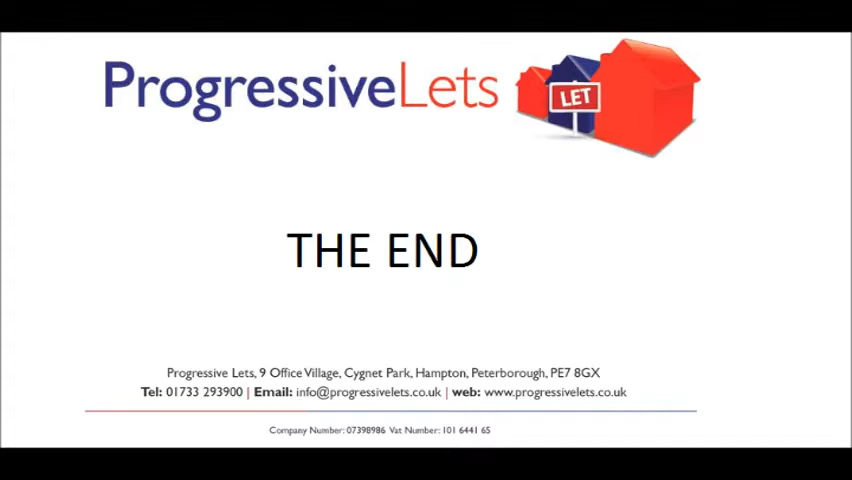 ProgressiveLets
LET
THE END
Progressive Lets, 9 Office Village, Cygnet Park, Hampton, Peterborough, PE7 8GX
Tel: 01733 293900 | Email: info@progressivelets.co.uk | web: www.progressivelets.co.uk
Company Number: 07398986 Vat Number: 101 6441 65